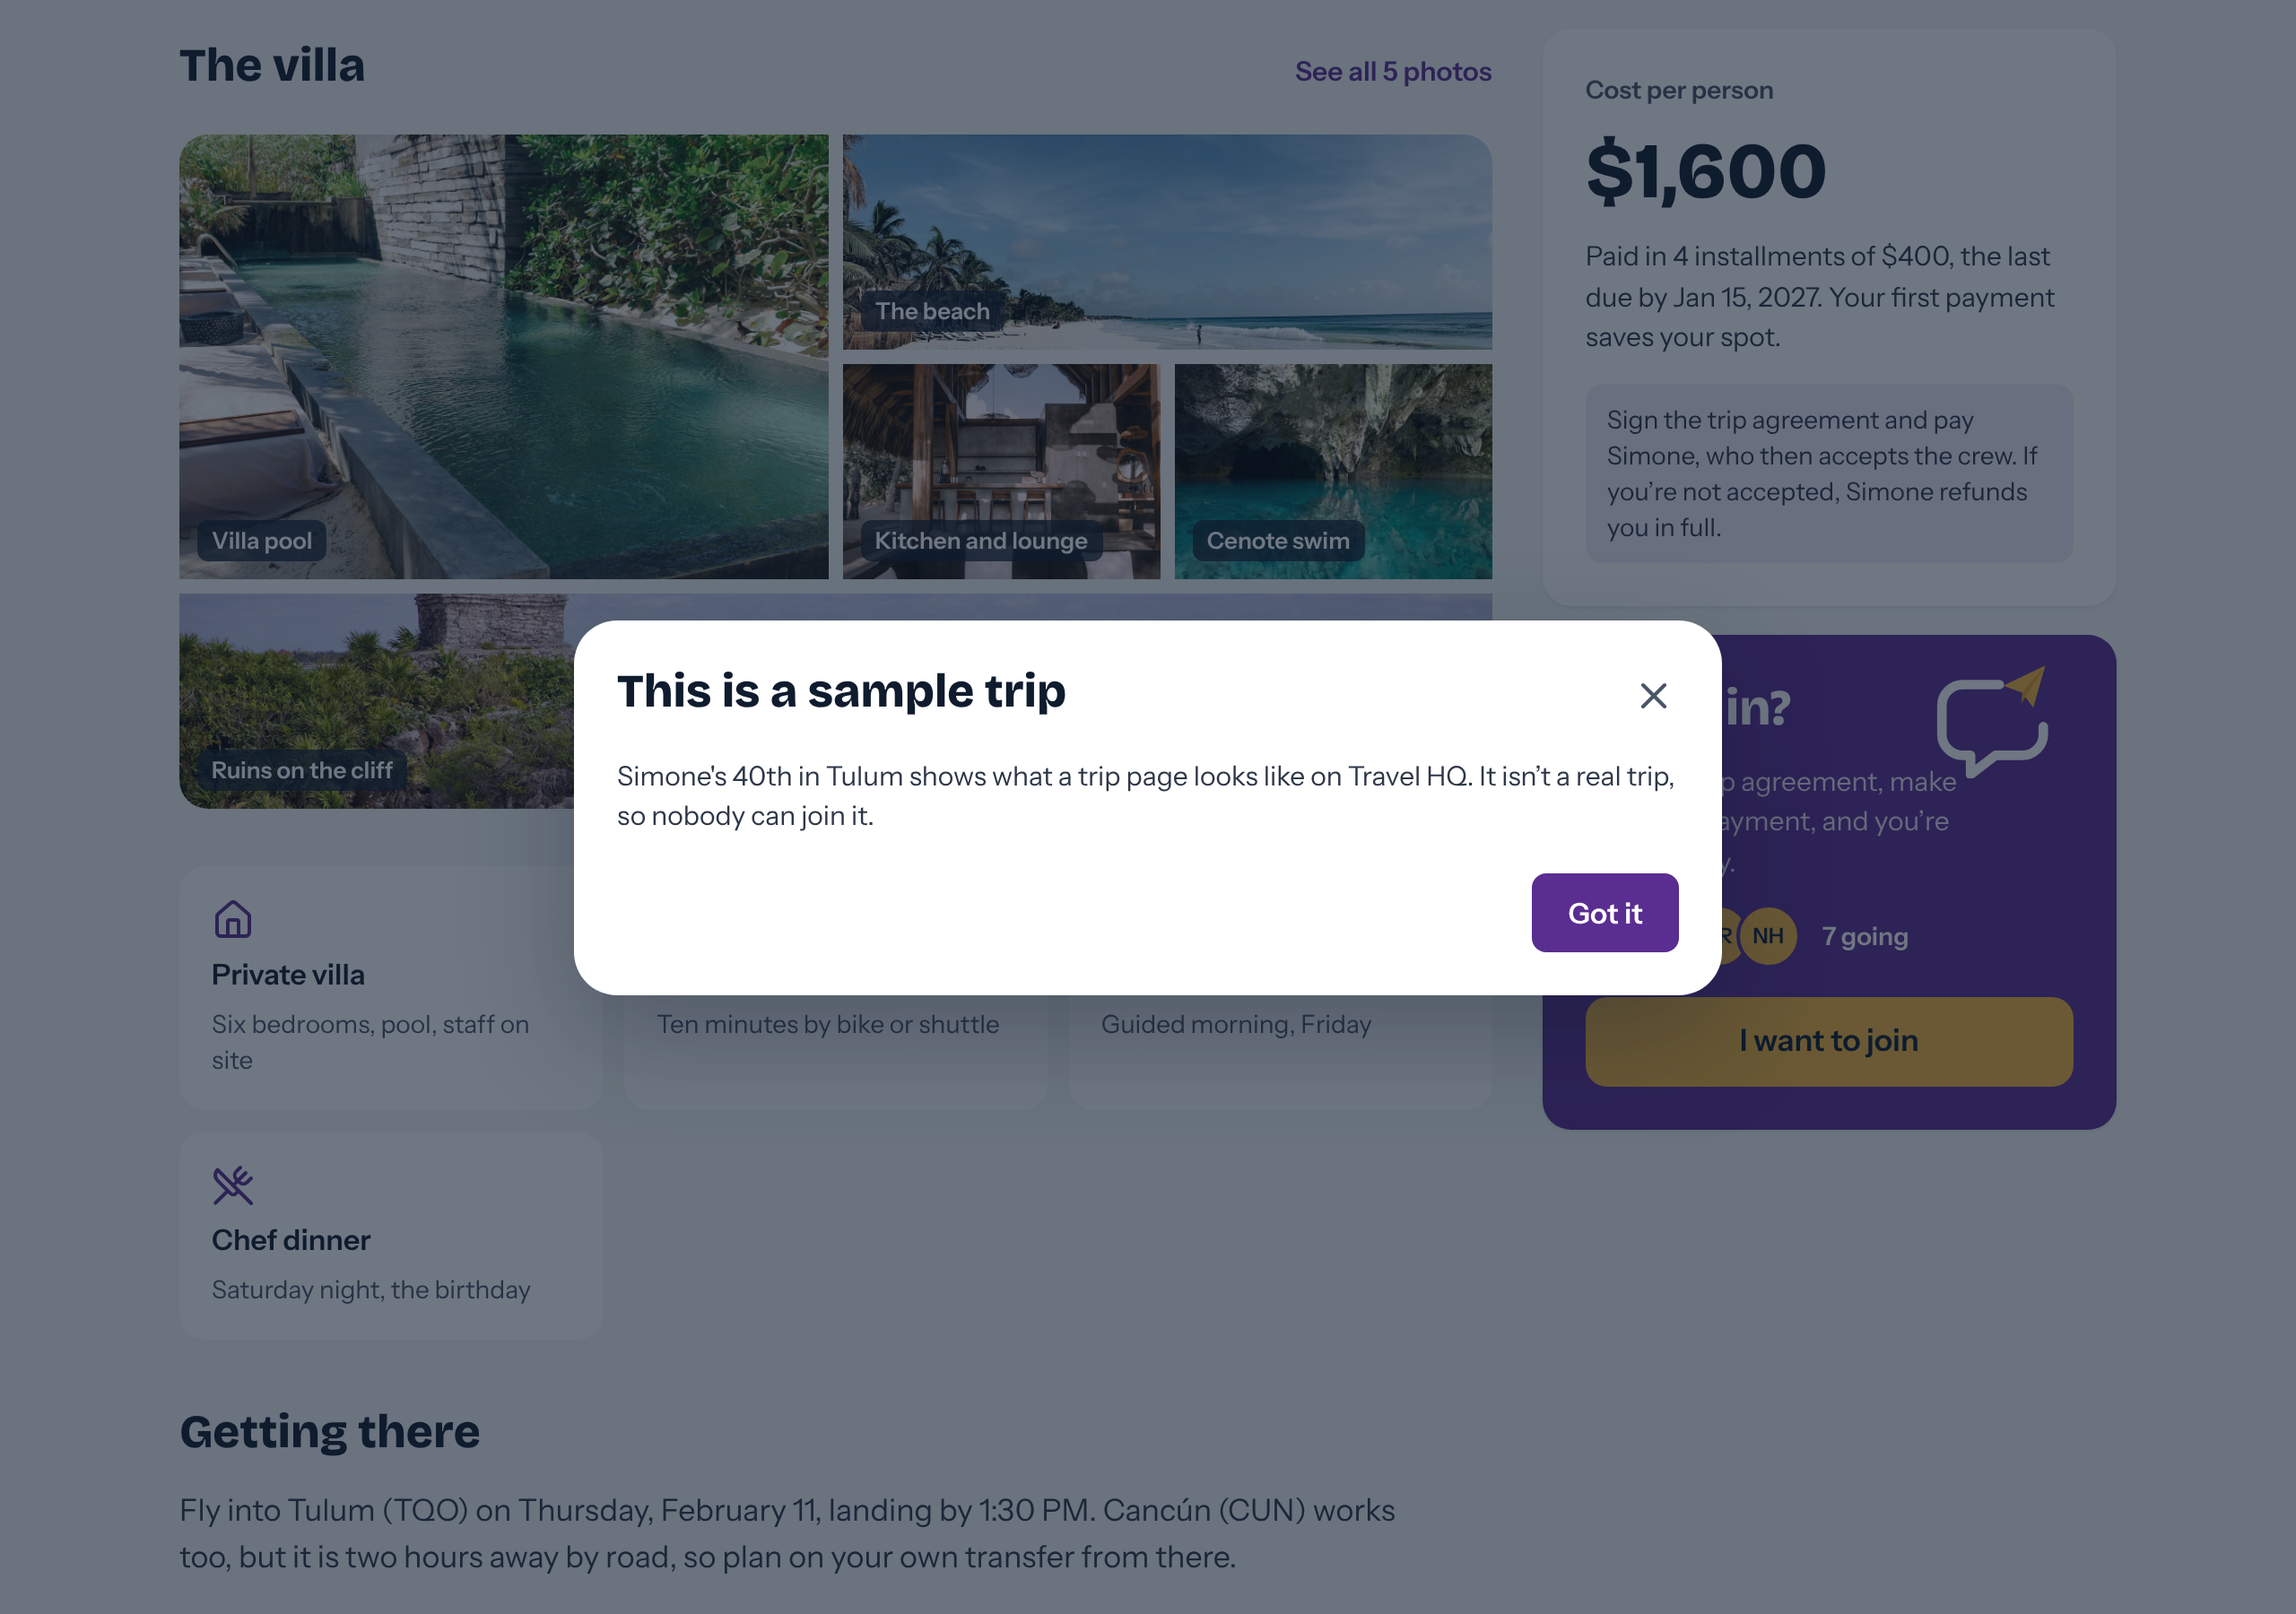 The villa
See all 5 photos
Villa pool
The beach
Kitchen and lounge
Cenote swim
Ruins on the cliff
Cost per person
$1,600
Paid in 4 installments of $400, the last
due by Jan 15, 2027. Your first payment
saves your spot.
Sign the trip agreement and pay
Simone, who then accepts the crew. If
you’re not accepted, Simone refunds
you in full.
This is a sample trip
Simone's 40th in Tulum shows what a trip page looks like on Travel HQ. It isn’t a real trip,
so nobody can join it.
Got it
in?
agreement, make
and you’re
NH
7 going
I want to join
Private villa
Six bedrooms, pool, staff on
site
Ten minutes by bike or shuttle
Guided morning, Friday
Chef dinner
Saturday night, the birthday
Getting there
Fly into Tulum (TQO) on Thursday, February 11, landing by 1:30 PM. Cancún (CUN) works
too, but it is two hours away by road, so plan on your own transfer from there.